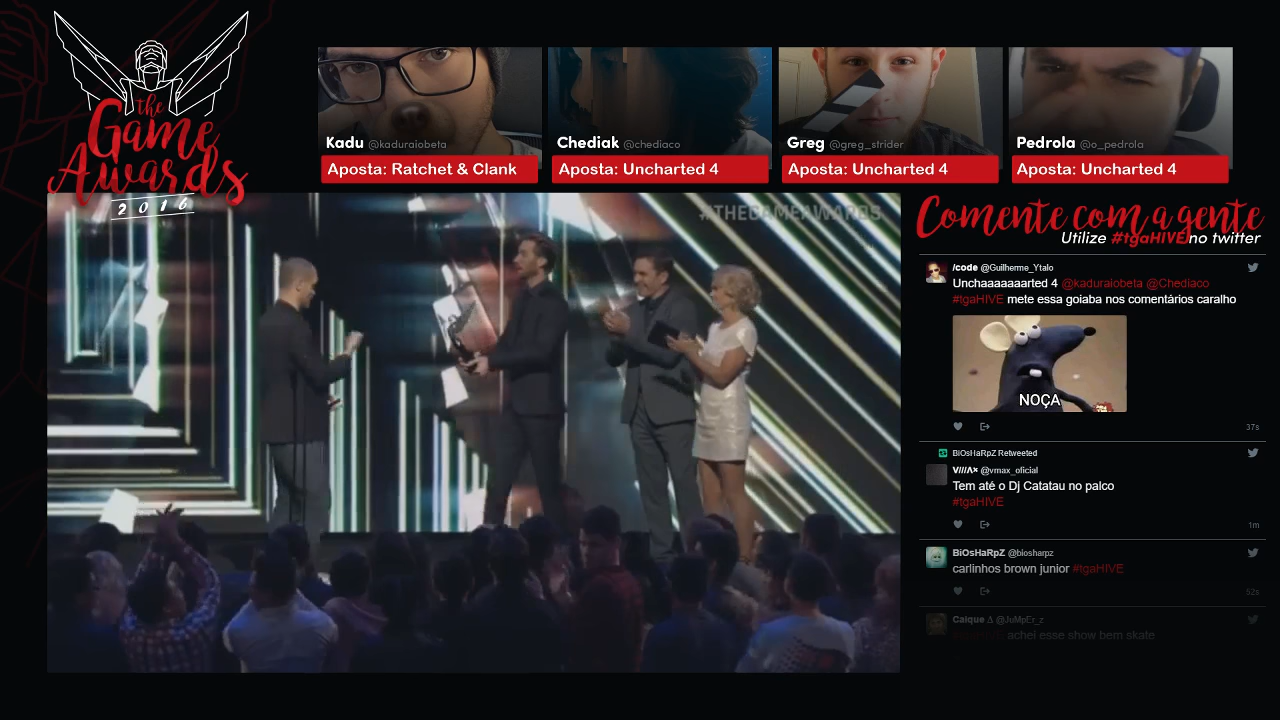 the
Game
Awards
2016
Kadu @kaduraiobeta
Aposta: Ratchet & Clank
Chediak @chediaco
Aposta: Uncharted 4
Greg @greg_strider
Aposta: Uncharted 4
Pedrola @o_pedrola
Aposta: Uncharted 4
#THEGAMEAWARDS
Comente com a gente
Utilize #tgaHIVE no twitter
/code @Guilherme_Ytalo
Unchaaaaaaarted 4 @kaduraiobeta @Chediaco
#tgaHIVE mete essa goiaba nos comentários caralho
NOÇA
37s
BiOsHaRpZ Retweeted
@vmax_oficial
Tem até o Dj Catatau no palco
#tgaHIVE
1m
BiOsHaRpZ @biosharpz
carlinhos brown junior #tgaHIVE
52s
Caique Δ @JuMpEr_z
#tgaHIVE achei esse show bem skate